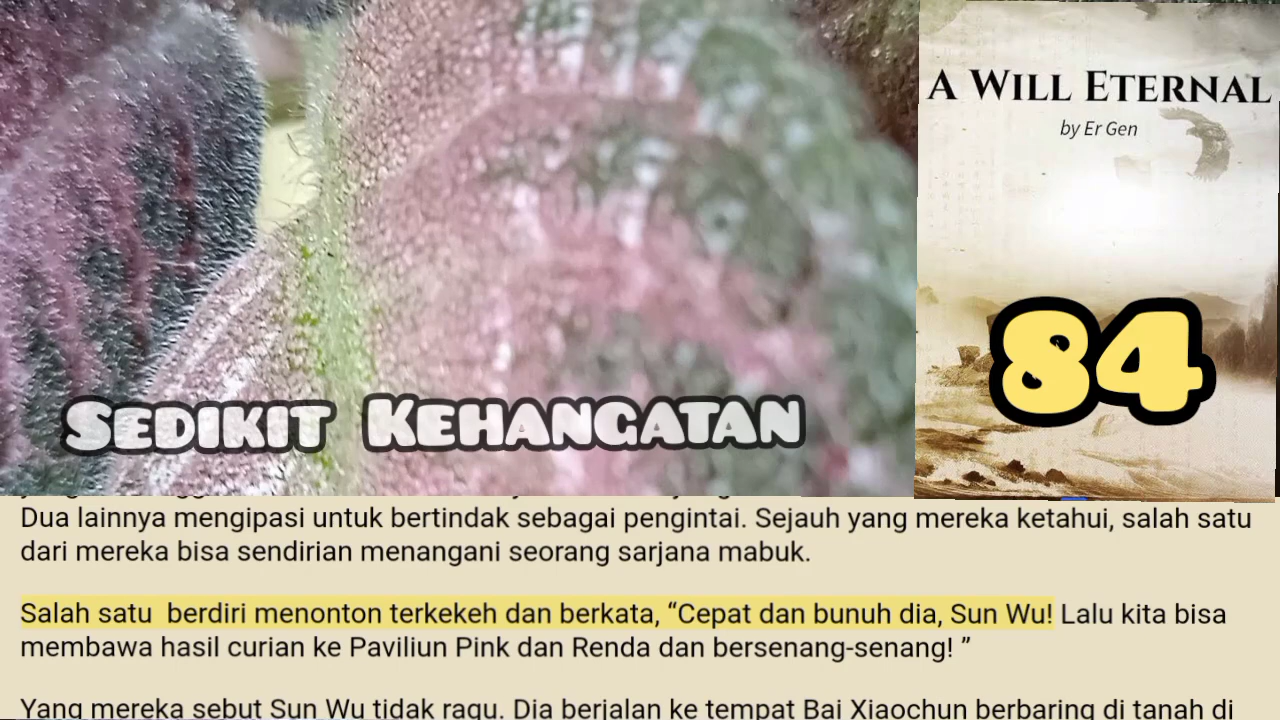 A WILL ETERNAL
by Er Gen
84
SEDIKIT KEHANGATAN
Dua lainnya mengipasi untuk bertindak sebagai pengintai. Sejauh yang mereka ketahui, salah satu
dari mereka bisa sendirian menangani seorang sarjana mabuk.
Salah satu  berdiri menonton terkekeh dan berkata, “Cepat dan bunuh dia, Sun Wu! Lalu kita bisa
membawa hasil curian ke Paviliun Pink dan Renda dan bersenang-senang! ”
Yang mereka sebut Sun Wu tidak ragu. Dia berjalan ke tempat Bai Xiaochun berbaring di tanah di